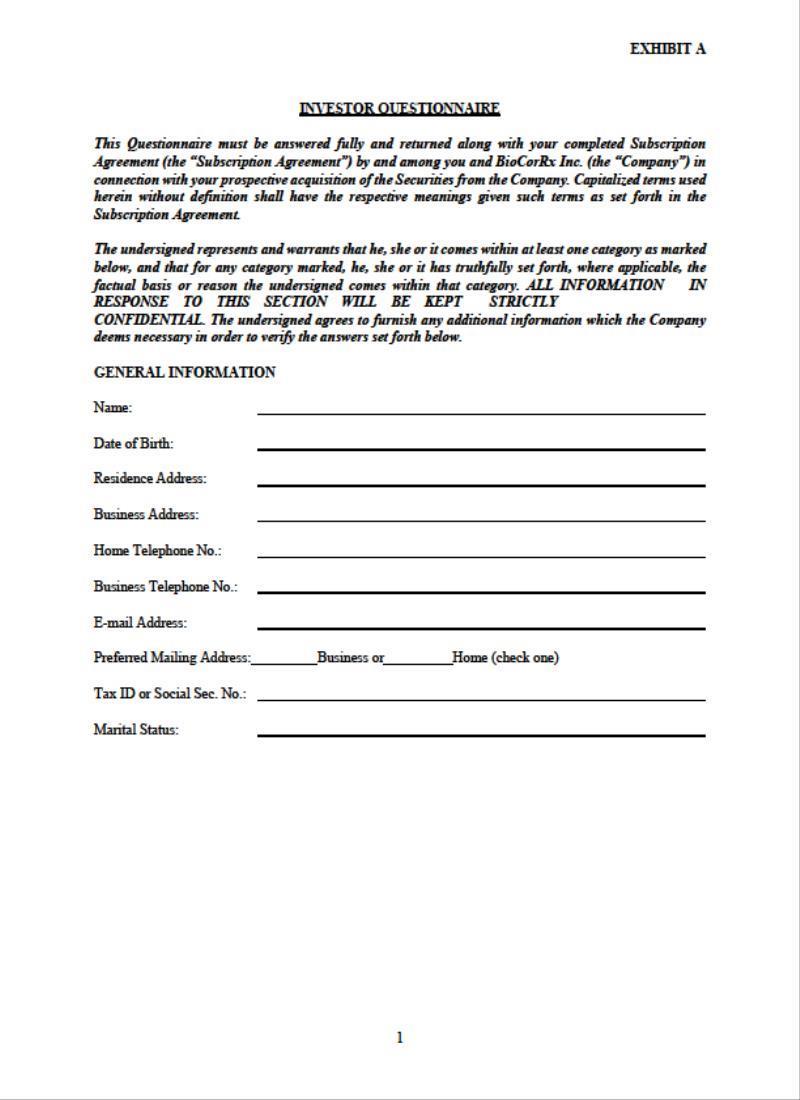 EXHIBIT A
INVESTOR QUESTIONNAIRE
This Questionnaire must be answered fully and returned along with your completed Subscription
Agreement (the “Subscription Agreement”) by and among you and BioCorRx Inc. (the “Company”) in
connection with your prospective acquisition of the Securities from the Company. Capitalized terms used
herein without definition shall have the respective meanings given such terms as set forth in the
Subscription Agreement.
The undersigned represents and warrants that he, she or it comes within at least one category as marked
below, and that for any category marked, he, she or it has truthfully set forth, where applicable, the
factual basis or reason the undersigned comes within that category. ALL INFORMATION IN
RESPONSE TO THIS SECTION WILL BE KEPT STRICTLY
CONFIDENTIAL. The undersigned agrees to furnish any additional information which the Company
deems necessary in order to verify the answers set forth below.
GENERAL INFORMATION
Name:
Date of Birth:
Residence Address:
Business Address:
Home Telephone No.:
Business Telephone No.:
E-mail Address:
Preferred Mailing Address:________Business or________Home (check one)
Tax ID or Social Sec. No.:
Marital Status:
1